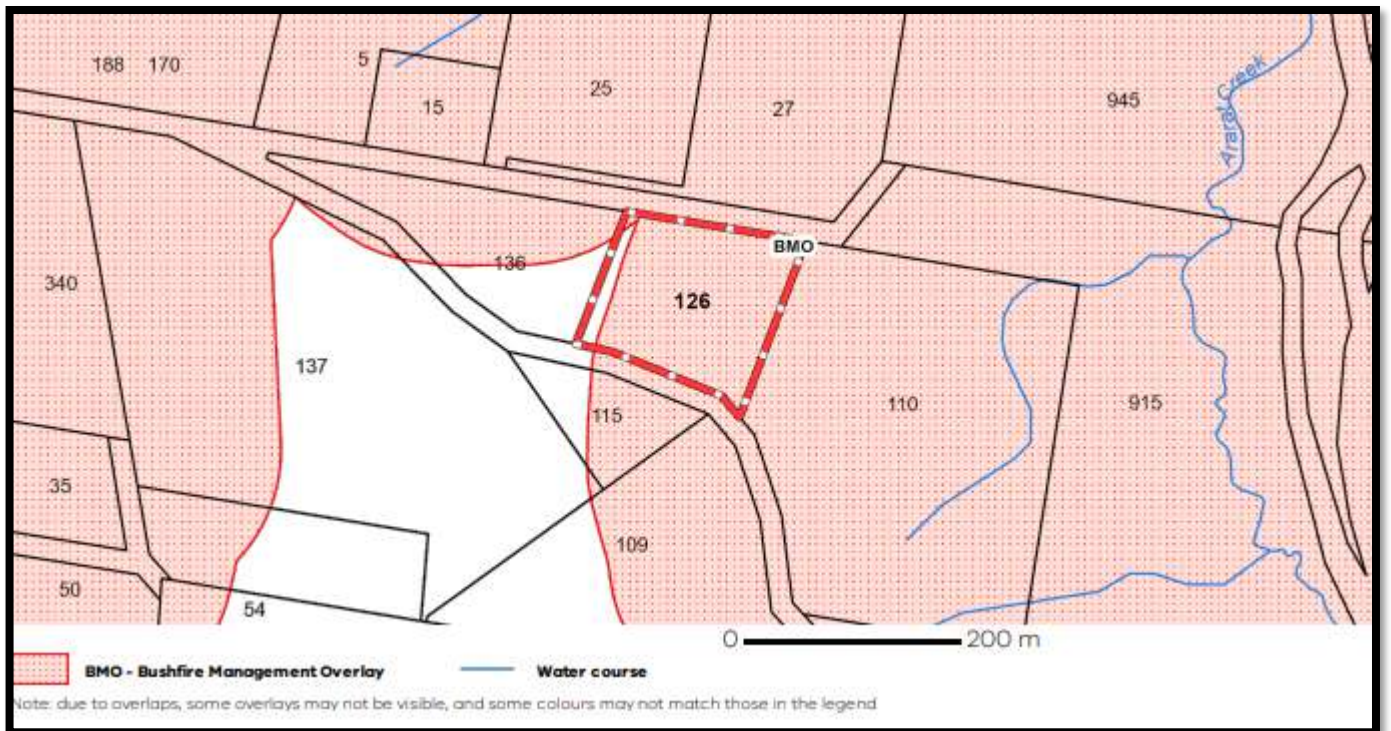 188 170
5
15
25
27
945
Ararat Creek
136
BMO
340
126
137
110
915
115
35
109
50
54
0 200 m
BMO - Bushfire Management Overlay
Water course
Note: due to overlaps, some overlays may not be visible, and some colours may not match those in the legend